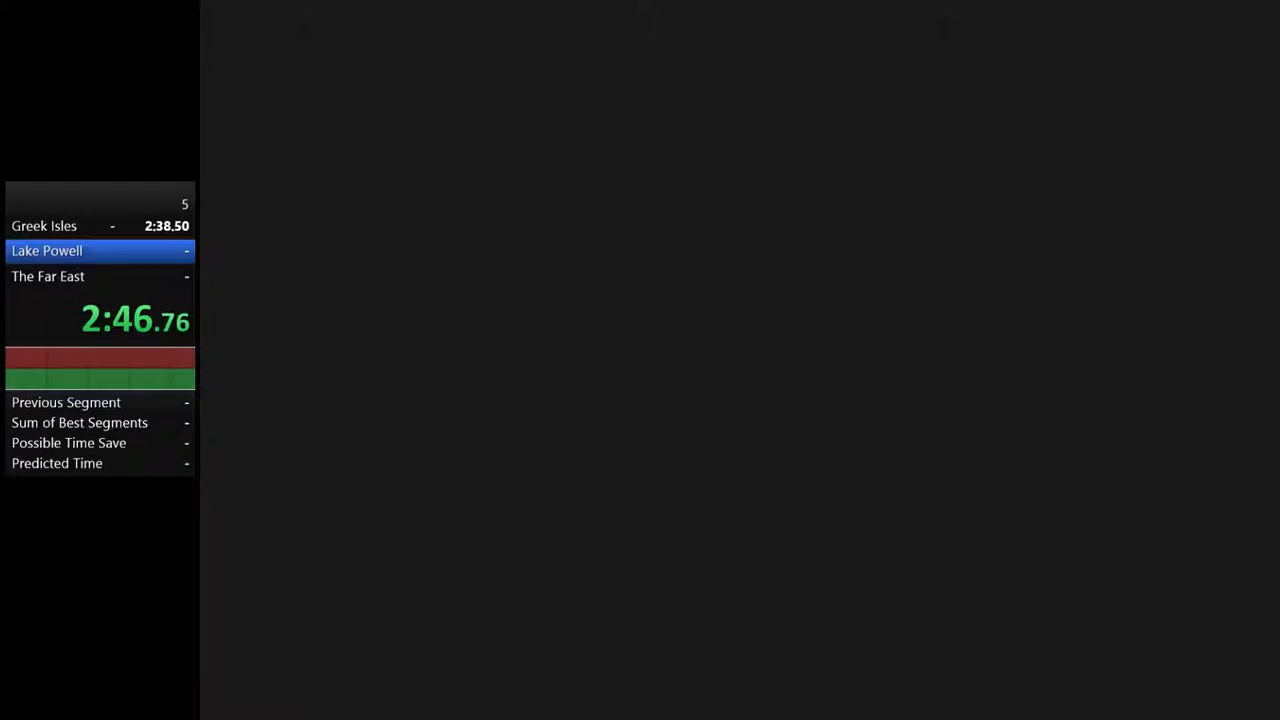 5
Greek Isles - 2:38.50
Lake Powell -
The Far East -
2:46.76
Previous Segment -
Sum of Best Segments -
Possible Time Save -
Predicted Time -